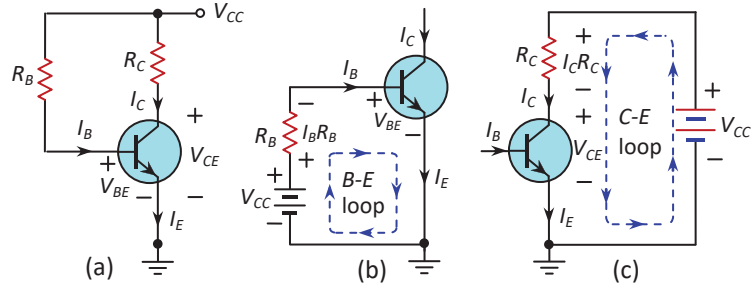 V_CC
R_B
R_C
I_C
+
I_B
+
V_CE
V_BE
−
−
I_E
(a)
I_C
I_B
−
+
V_BE
R_B
I_BR_B
−
+
+
B-E
loop
V_CC
−
I_E
(b)
+
R_C
I_CR_C
−
I_C
+
C-E
loop
+
V_CC
−
I_B
V_CE
−
I_E
(c)